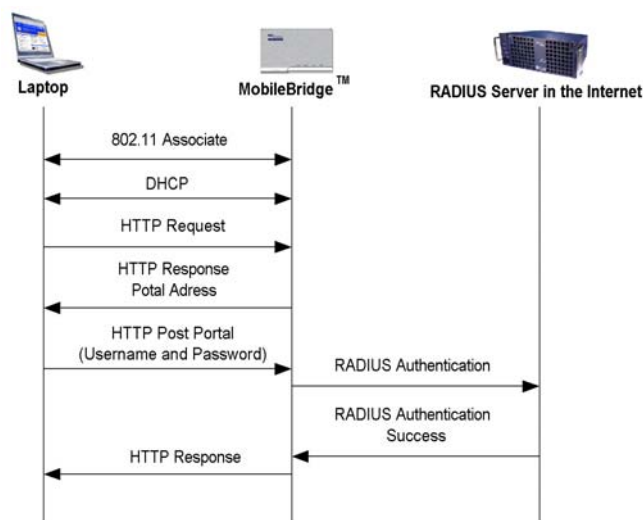 Laptop
MobileBridge™
RADIUS Server in the Internet
802.11 Associate
DHCP
HTTP Request
HTTP Response
Potal Adress
HTTP Post Portal
(Username and Password)
RADIUS Authentication
RADIUS Authentication
Success
HTTP Response